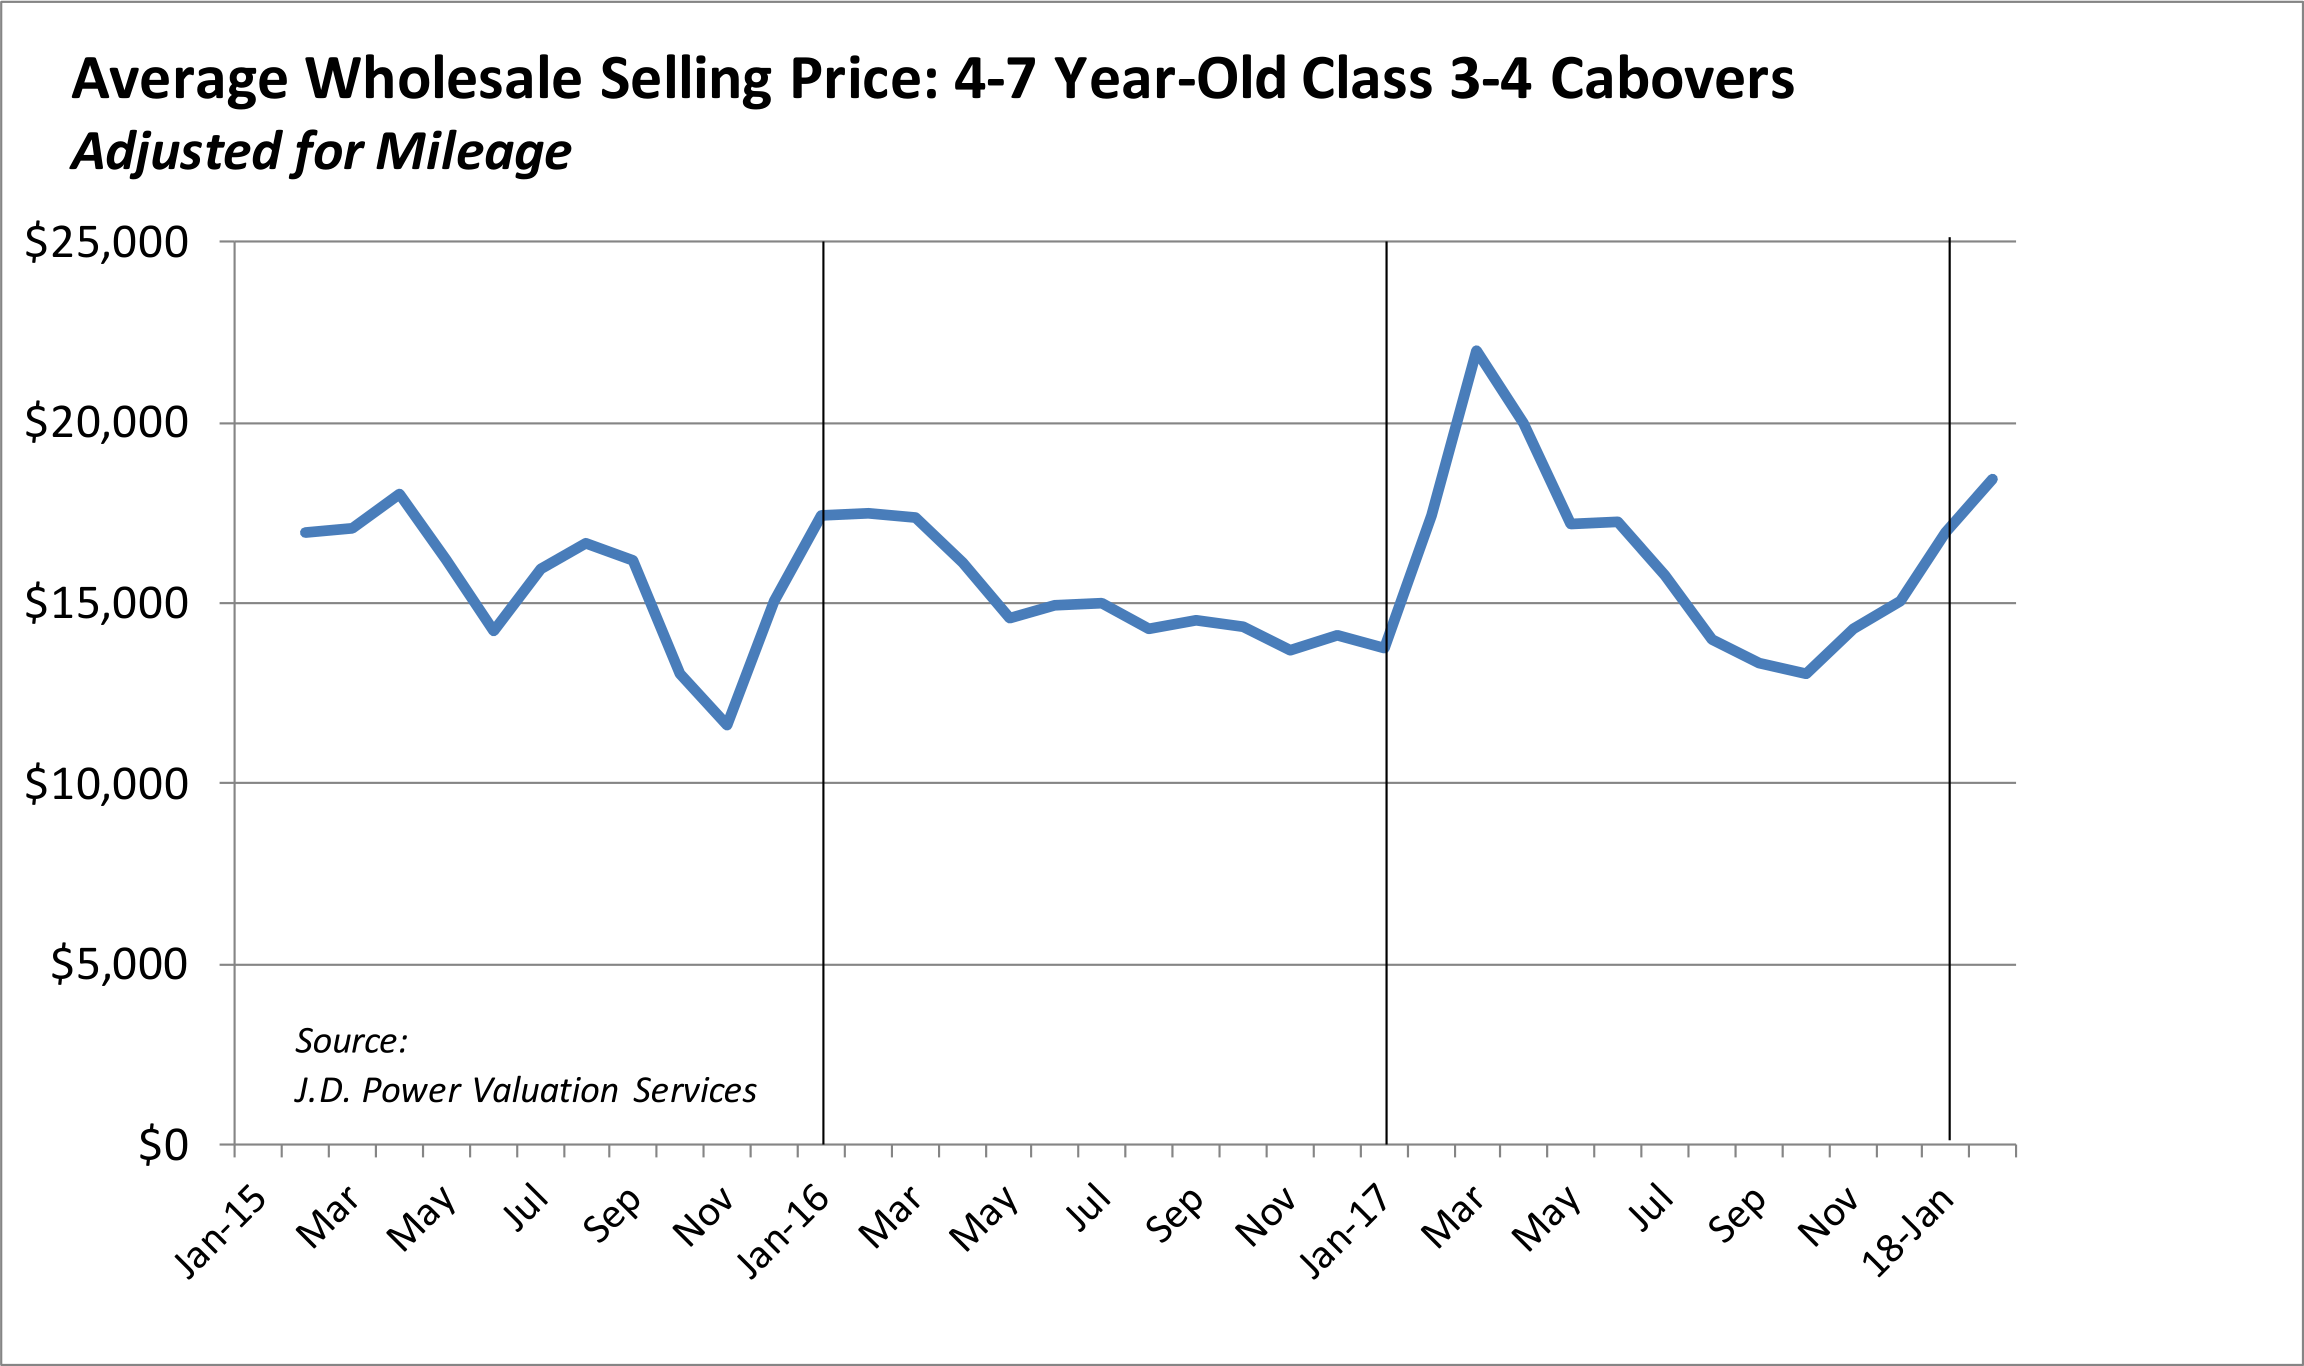 Average Wholesale Selling Price: 4-7 Year-Old Class 3-4 Cabovers
Adjusted for Mileage
$25,000
$20,000
$15,000
$10,000
$5,000
$0
Source:
J.D. Power Valuation Services
Jan-15
Mar
May
Jul
Sep
Nov
Jan-16
Mar
May
Jul
Sep
Nov
Jan-17
Mar
May
Jul
Sep
Nov
18-Jan